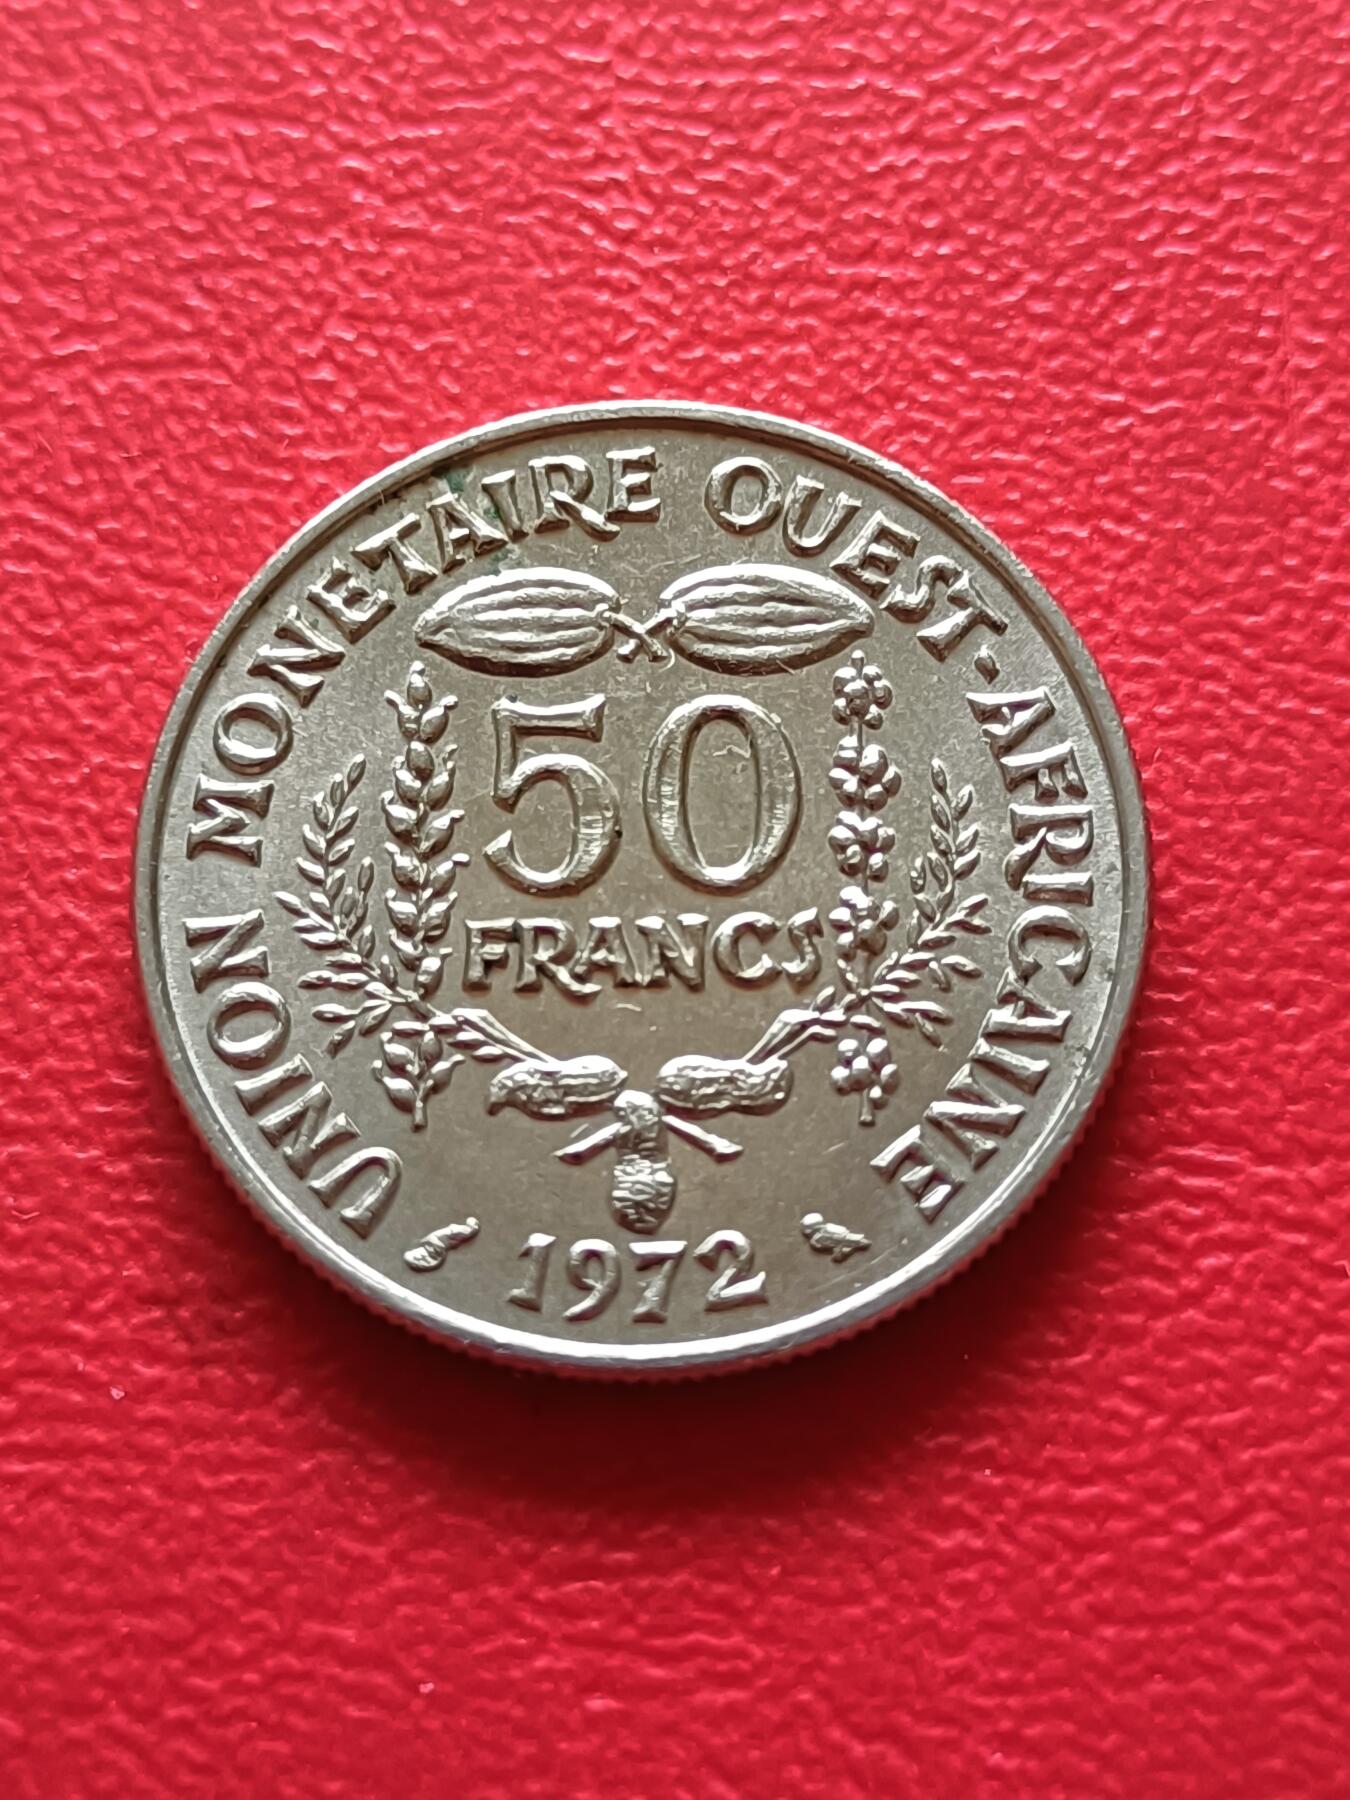 UNION MONETAIRE OUEST-AFRICAINE
50
FRANCS
1972